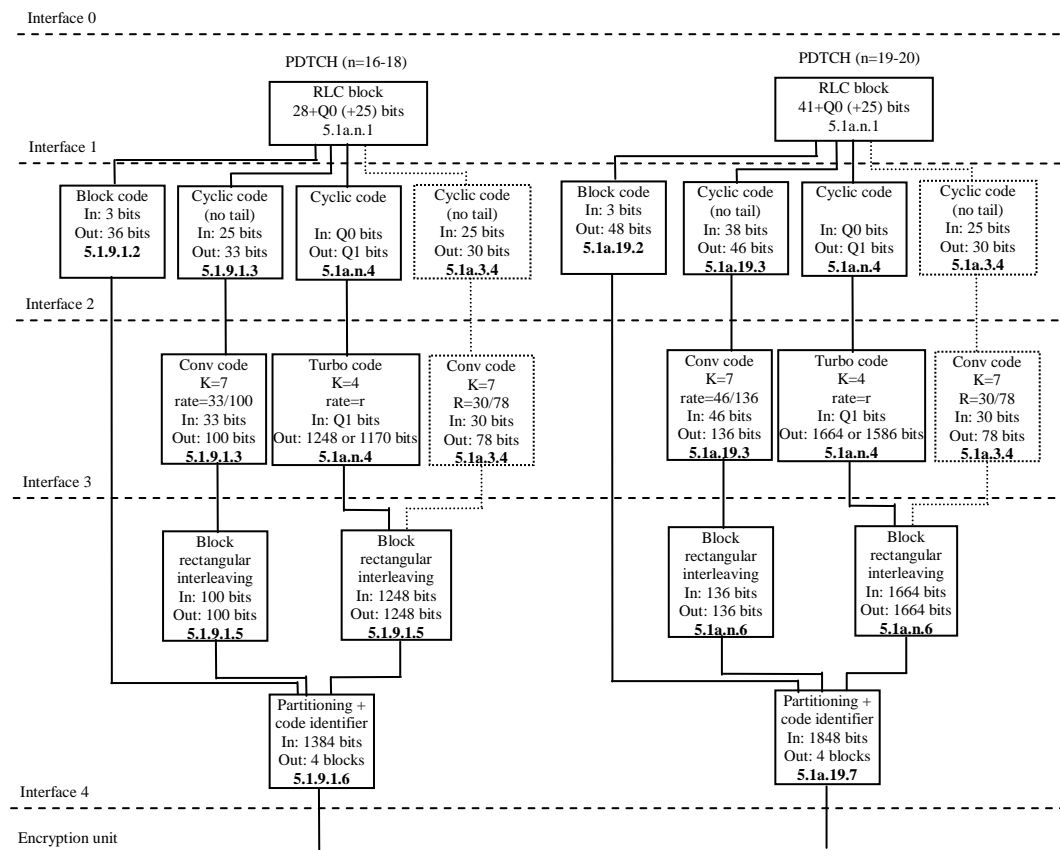 Interface 0
PDTCH (n=16-18)
RLC block
28+Q0 (+25) bits
5.1a.n.1
PDTCH (n=19-20)
RLC block
41+Q0 (+25) bits
5.1a.n.1
Interface 1
Block code
In: 3 bits
Out: 36 bits
5.1.9.1.2
Cyclic code
(no tail)
In: 25 bits
Out: 33 bits
5.1.9.1.3
Cyclic code
In: Q0 bits
Out: Q1 bits
5.1a.n.4
Cyclic code
(no tail)
In: 25 bits
Out: 30 bits
5.1a.3.4
Block code
In: 3 bits
Out: 48 bits
5.1a.19.2
Cyclic code
(no tail)
In: 38 bits
Out: 46 bits
5.1a.19.3
Cyclic code
In: Q0 bits
Out: Q1 bits
5.1a.n.4
Cyclic code
(no tail)
In: 25 bits
Out: 30 bits
5.1a.3.4
Interface 2
Conv code
K=7
rate=33/100
In: 33 bits
Out: 100 bits
5.1.9.1.3
Turbo code
K=4
rate=r
In: Q1 bits
Out: 1248 or 1170 bits
5.1a.n.4
Conv code
K=7
R=30/78
In: 30 bits
Out: 78 bits
5.1a.3.4
Conv code
K=7
rate=46/136
In: 46 bits
Out: 136 bits
5.1a.19.3
Turbo code
K=4
rate=r
In: Q1 bits
Out: 1664 or 1586 bits
5.1a.n.4
Conv code
K=7
R=30/78
In: 30 bits
Out: 78 bits
5.1a.3.4
Interface 3
Block
rectangular
interleaving
In: 100 bits
Out: 100 bits
5.1.9.1.5
Block
rectangular
interleaving
In: 1248 bits
Out: 1248 bits
5.1.9.1.5
Block
rectangular
interleaving
In: 136 bits
Out: 136 bits
5.1a.n.6
Block
rectangular
interleaving
In: 1664 bits
Out: 1664 bits
5.1a.n.6
Partitioning +
code identifier
In: 1384 bits
Out: 4 blocks
5.1.9.1.6
Partitioning +
code identifier
In: 1848 bits
Out: 4 blocks
5.1a.19.7
Interface 4
Encryption unit